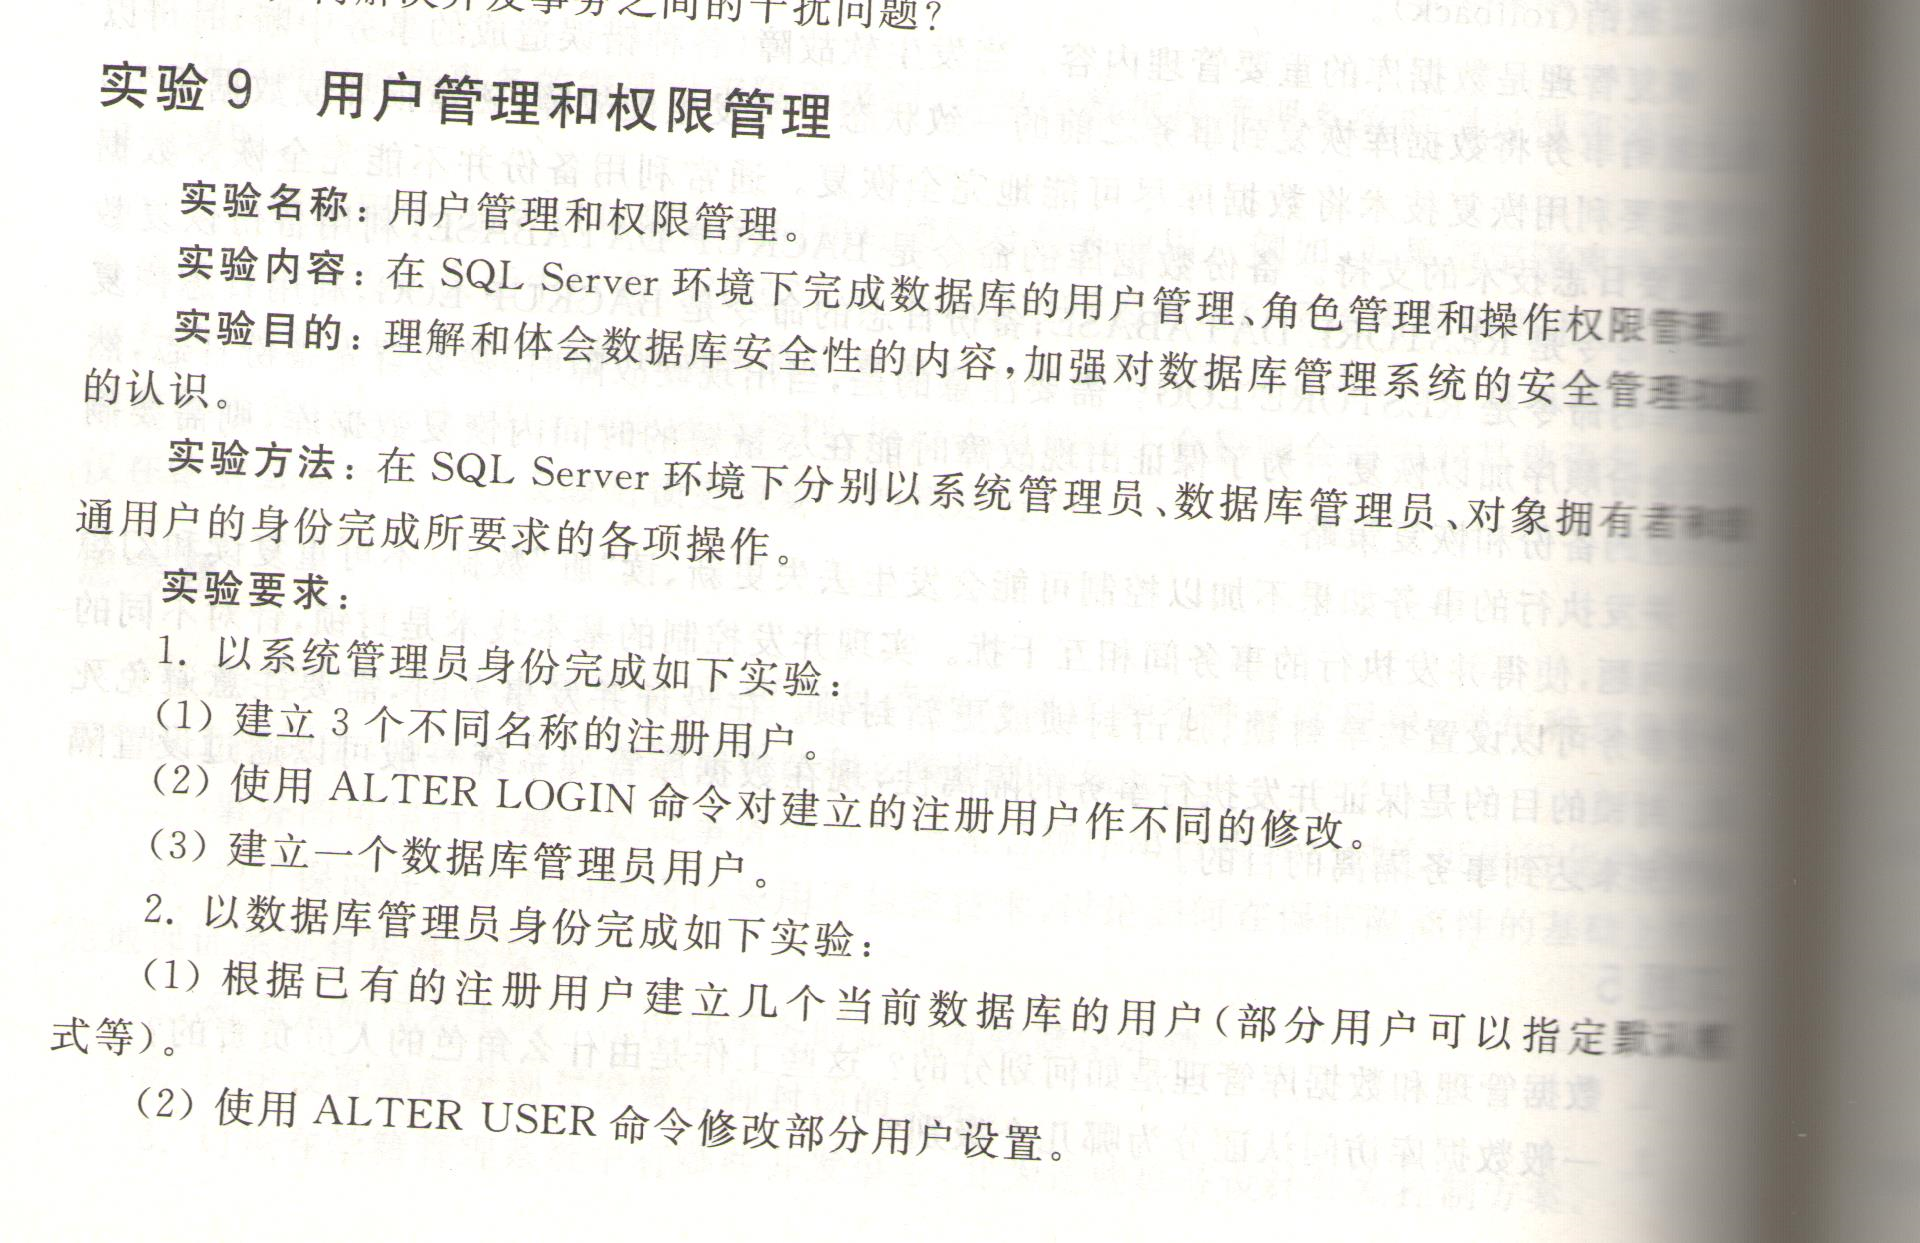 解决并发事务之间的干扰问题?
实验9 用户管理和权限管理
实验名称:用户管理和权限管理。
实验内容:在 SQL Server 环境下完成数据库的用户管理、角色管理和操作权限管理。
实验目的:理解和体会数据库安全性的内容,加强对数据库管理系统的安全管理功能
的认识。
实验方法:在 SQL Server 环境下分别以系统管理员、数据库管理员、对象拥有者和普
通用户的身份完成所要求的各项操作。
实验要求:
1. 以系统管理员身份完成如下实验:
(1) 建立 3 个不同名称的注册用户。
(2) 使用 ALTER LOGIN 命令对建立的注册用户作不同的修改。
(3) 建立一个数据库管理员用户。
2. 以数据库管理员身份完成如下实验:
(1) 根据已有的注册用户建立几个当前数据库的用户(部分用户可以指定默认
式等)。
(2) 使用 ALTER USER 命令修改部分用户设置。